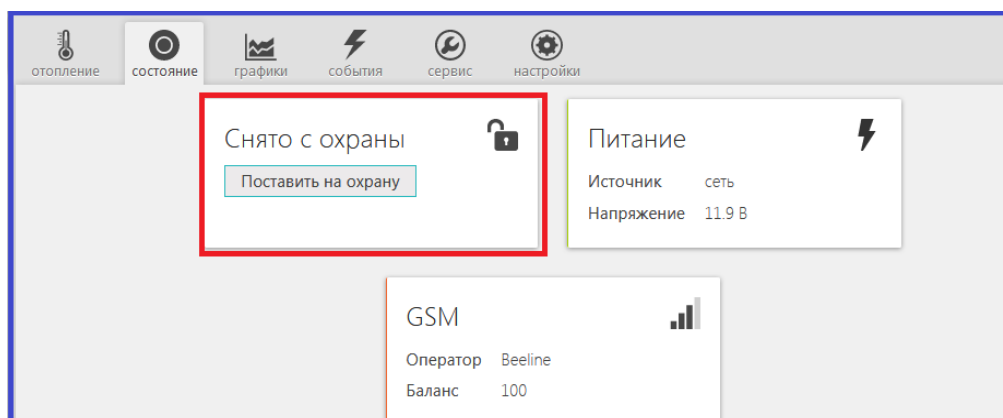 отопление состояние графики события сервис настройки
Снято с охраны
Поставить на охрану
Питание
Источник сеть
Напряжение 11.9 В
GSM
Оператор Beeline
Баланс 100